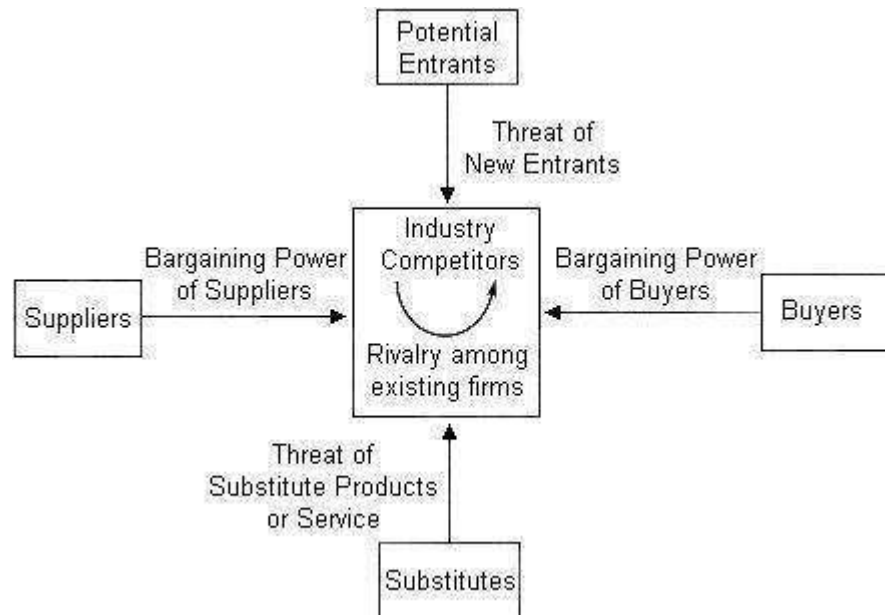 Potential
Entrants
Threat of
New Entrants
Industry
Competitors
Bargaining Power
of Suppliers
Bargaining Power
of Buyers
Suppliers
Buyers
Rivalry among
existing firms
Threat of
Substitute Products
or Service
Substitutes